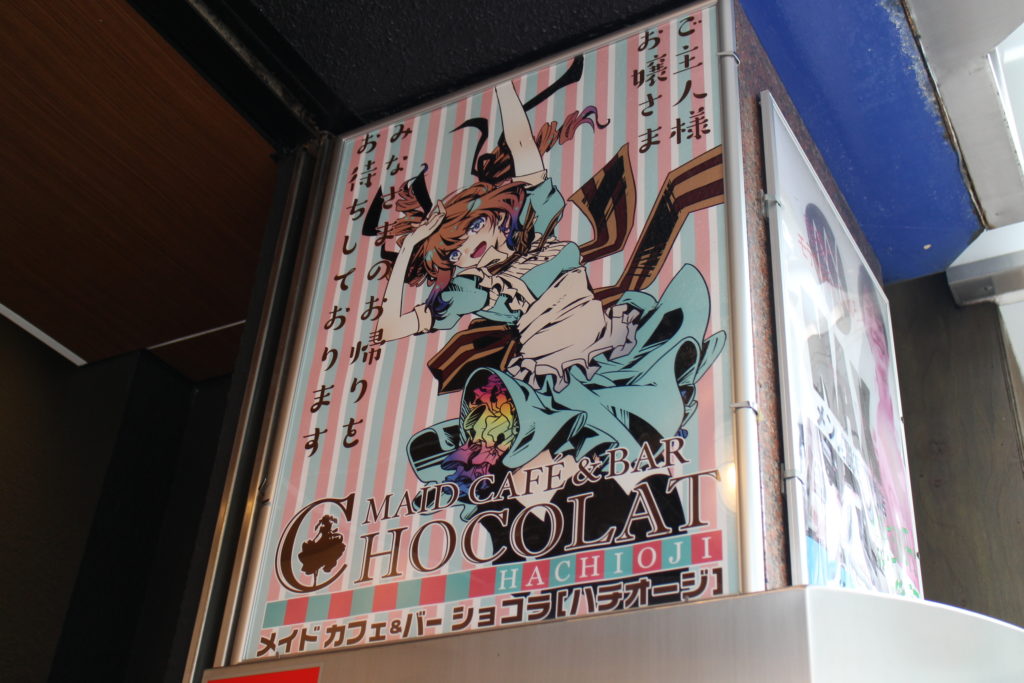 ご主人様
お嬢さま
みなさまのお帰りを
お待ちしております
MAID CAFÉ & BAR
CHOCOLAT
HACHIOJI
メイド カフェ&バー ショコラ[ハチオージ]